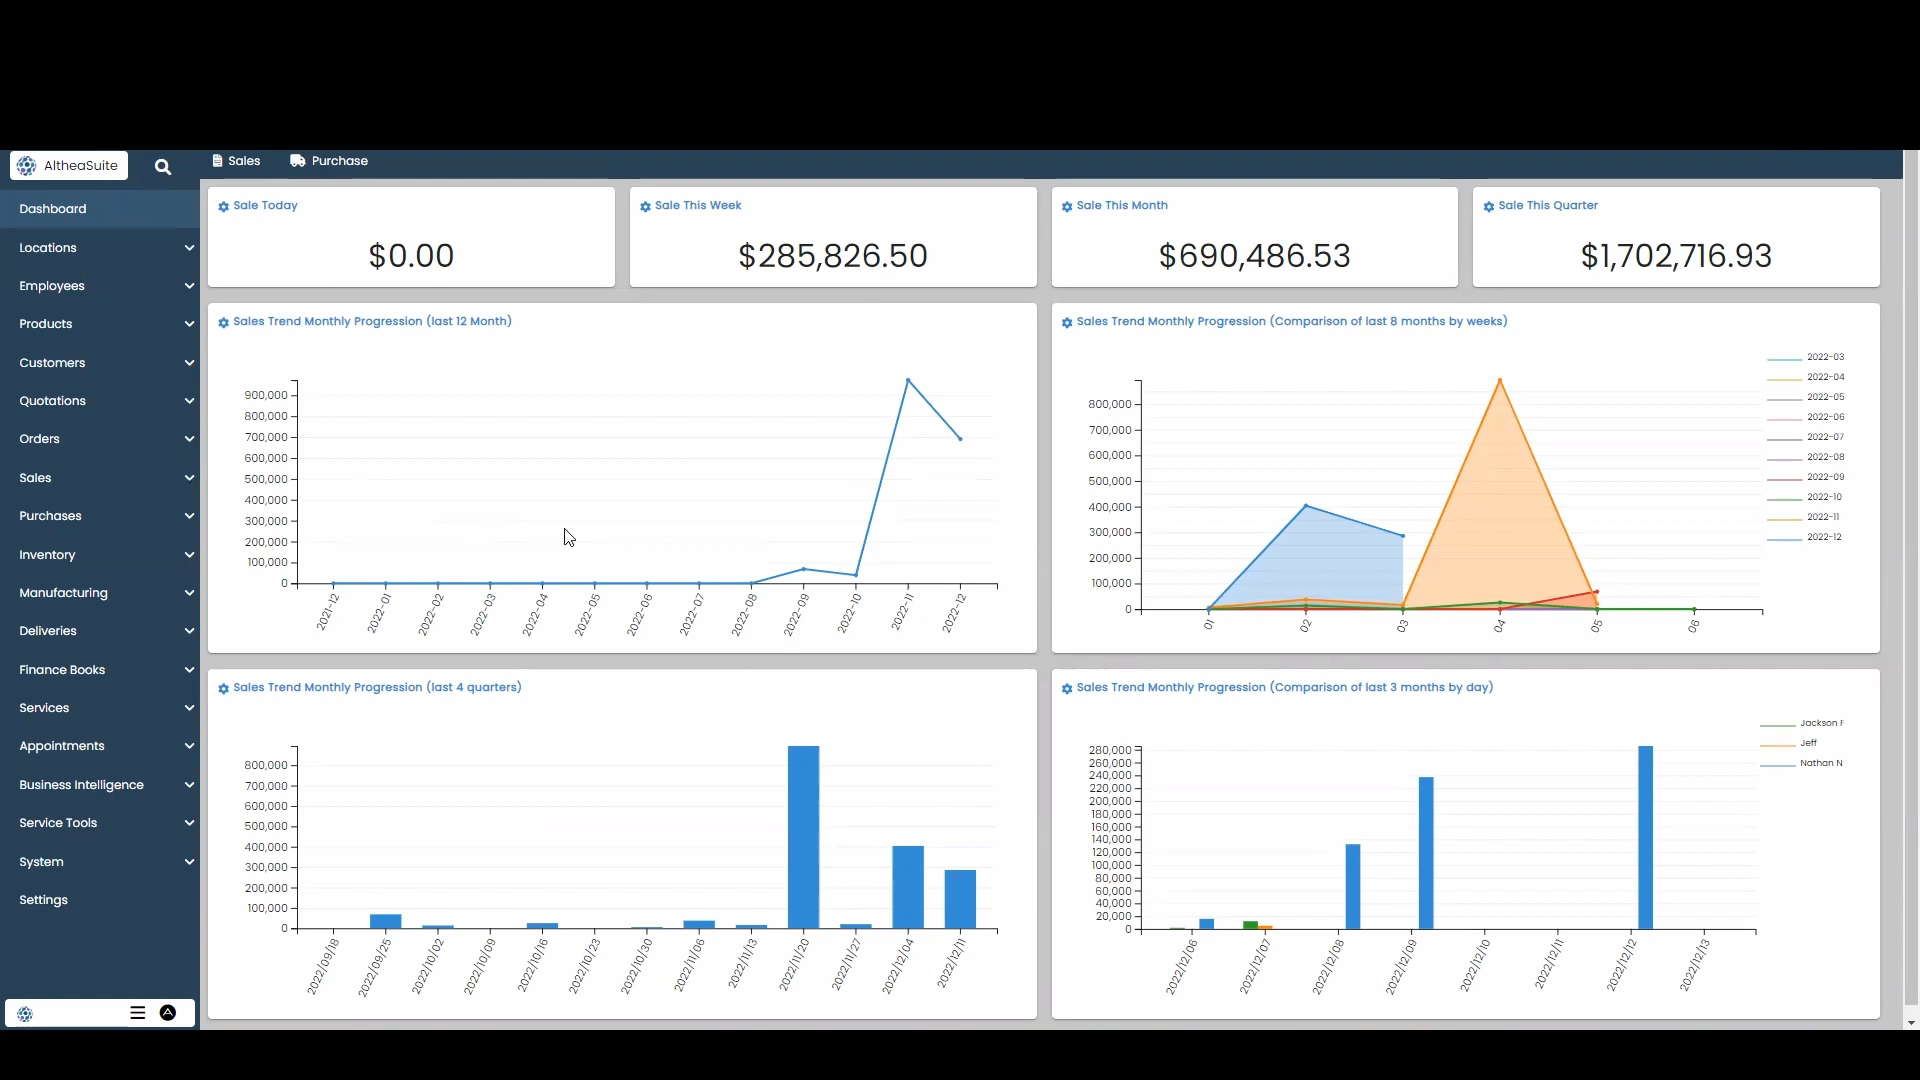 AltheaSuite
Sales Purchase
Dashboard
Locations
Employees
Products
Customers
Quotations
Orders
Sales
Purchases
Inventory
Manufacturing
Deliveries
Finance Books
Services
Appointments
Business Intelligence
Service Tools
System
Settings
Sale Today
$0.00
Sale This Week
$285,826.50
Sale This Month
$690,486.53
Sale This Quarter
$1,702,716.93
Sales Trend Monthly Progression (last 12 Month)
900,000
800,000
700,000
600,000
500,000
400,000
300,000
200,000
100,000
0
2021-12 2022-01 2022-02 2022-03 2022-04 2022-05 2022-06 2022-07 2022-08 2022-09 2022-10 2022-11 2022-12
Sales Trend Monthly Progression (Comparison of last 8 months by weeks)
800,000
700,000
600,000
500,000
400,000
300,000
200,000
100,000
0
01 02 03 04 05 06
2022-03
2022-04
2022-05
2022-06
2022-07
2022-08
2022-09
2022-10
2022-11
2022-12
Sales Trend Monthly Progression (last 4 quarters)
800,000
700,000
600,000
500,000
400,000
300,000
200,000
100,000
0
2022/09/18 2022/09/25 2022/10/02 2022/10/09 2022/10/16 2022/10/23 2022/10/30 2022/11/06 2022/11/13 2022/11/20 2022/11/27 2022/12/04 2022/12/11
Sales Trend Monthly Progression (Comparison of last 3 months by day)
280,000
260,000
240,000
220,000
200,000
180,000
160,000
140,000
120,000
100,000
80,000
60,000
40,000
20,000
0
2022/12/06 2022/12/07 2022/12/08 2022/12/09 2022/12/10 2022/12/11 2022/12/12 2022/12/13
Jackson F
Jeff
Nathan N